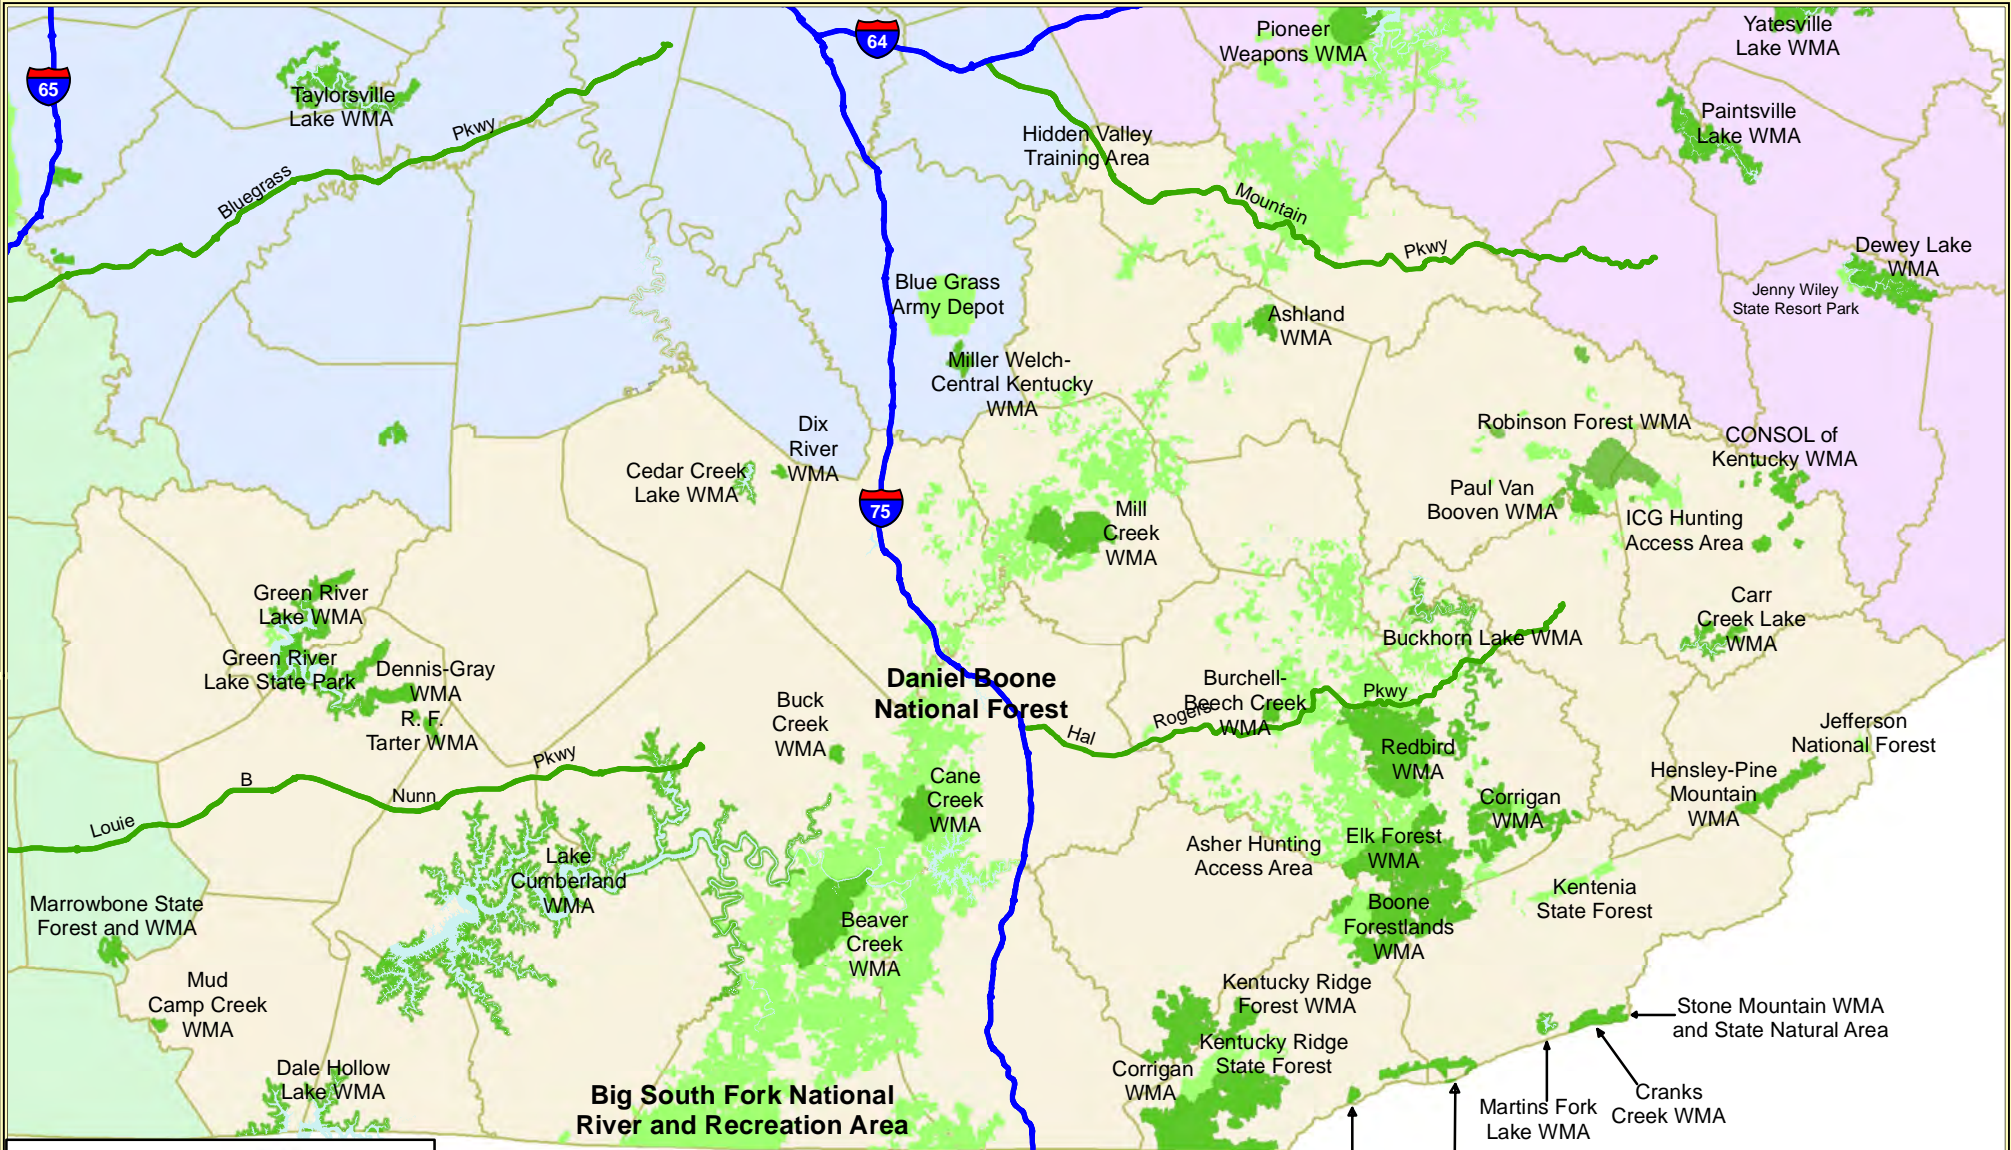 Pioneer
Weapons WMA
Yatesville
Lake WMA
64
65
Taylorsville
Lake WMA
Pkwy
Bluegrass
Hidden Valley
Training Area
Paintsville
Lake WMA
Mountain
Pkwy
Dewey Lake
WMA
Jenny Wiley
State Resort Park
Blue Grass
Army Depot
Ashland
WMA
Miller Welch-
Central Kentucky
WMA
Dix
River
WMA
Cedar Creek
Lake WMA
75
Robinson Forest WMA
CONSOL of
Kentucky WMA
Paul Van
Booven WMA
ICG Hunting
Access Area
Mill
Creek
WMA
Green River
Lake WMA
Green River
Lake State Park
Dennis-Gray
WMA
R. F.
Tarter WMA
Carr
Creek Lake
WMA
Buckhorn Lake WMA
Daniel Boone
National Forest
Burchell-
Beech Creek
WMA
Hal
Rogers
Pkwy
Buck
Creek
WMA
Redbird
WMA
Jefferson
National Forest
Hensley-Pine
Mountain
WMA
Louie
B
Nunn
Pkwy
Cane
Creek
WMA
Corrigan
WMA
Asher Hunting
Access Area
Elk Forest
WMA
Lake
Cumberland
WMA
Kentenia
State Forest
Boone
Forestlands
WMA
Marrowbone State
Forest and WMA
Beaver
Creek
WMA
Mud
Camp Creek
WMA
Kentucky Ridge
Forest WMA
Stone Mountain WMA
and State Natural Area
Kentucky Ridge
State Forest
Dale Hollow
Lake WMA
Corrigan
WMA
Big South Fork National
River and Recreation Area
Martins Fork
Lake WMA
Cranks
Creek WMA